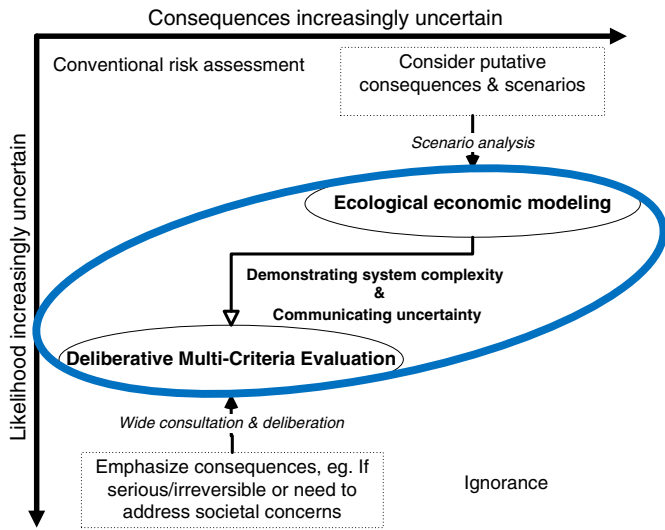 Consequences increasingly uncertain
Likelihood increasingly uncertain
Conventional risk assessment
Consider putative
consequences & scenarios
Scenario analysis
Ecological economic modeling
Demonstrating system complexity
&
Communicating uncertainty
Deliberative Multi-Criteria Evaluation
Wide consultation & deliberation
Emphasize consequences, eg. If
serious/irreversible or need to
address societal concerns
Ignorance